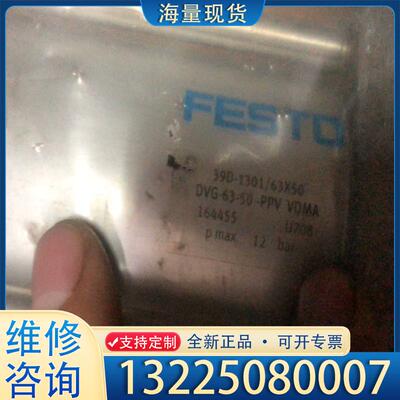 海量现货
FESTO
39D-1301/63X50
DVG-63-50-PPV VDMA
164455 U208
p max. 12 bar
维修
咨询
✓支持定制 ⊙ 全新正品 · 可开专票
13225080007